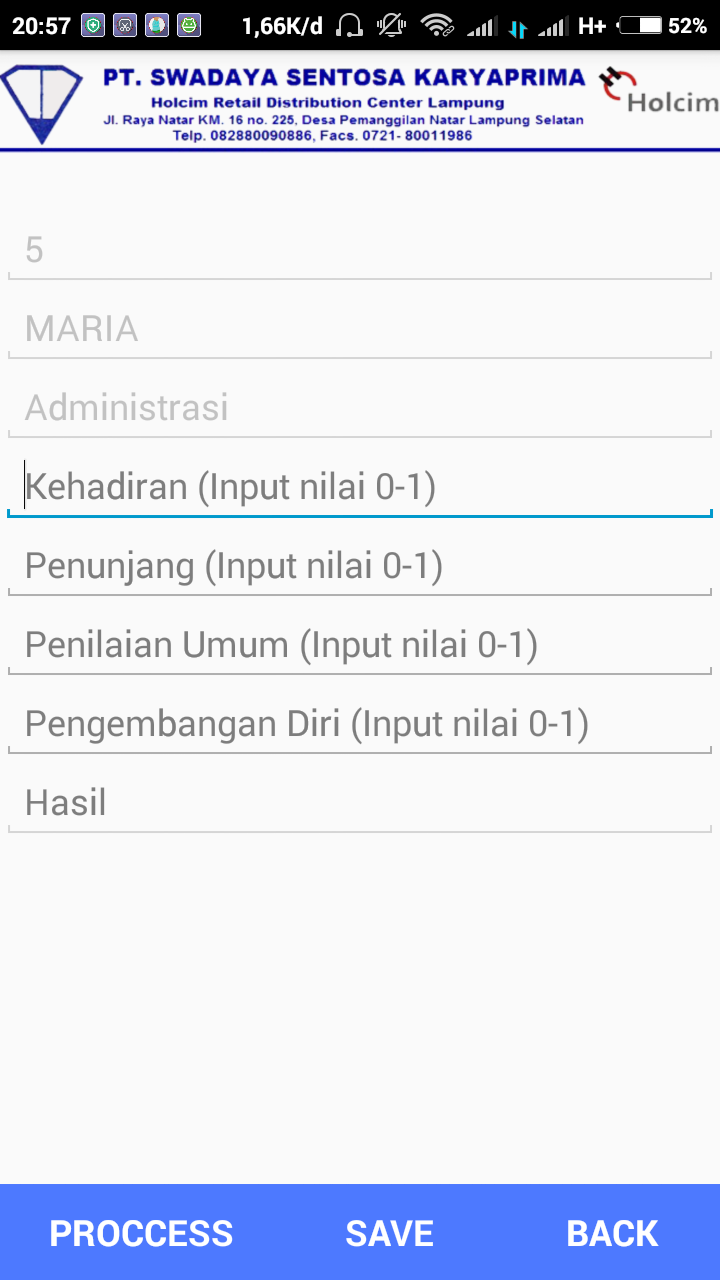 20:57 1,66K/d H+ 52%
PT. SWADAYA SENTOSA KARYAPRIMA
Holcim Retail Distribution Center Lampung
Jl. Raya Natar KM. 16 no. 225, Desa Pemanggilan Natar Lampung Selatan
Telp. 082880090886, Facs. 0721- 80011986
Holcim
5
MARIA
Administrasi
Kehadiran (Input nilai 0-1)
Penunjang (Input nilai 0-1)
Penilaian Umum (Input nilai 0-1)
Pengembangan Diri (Input nilai 0-1)
Hasil
PROCCESS SAVE BACK